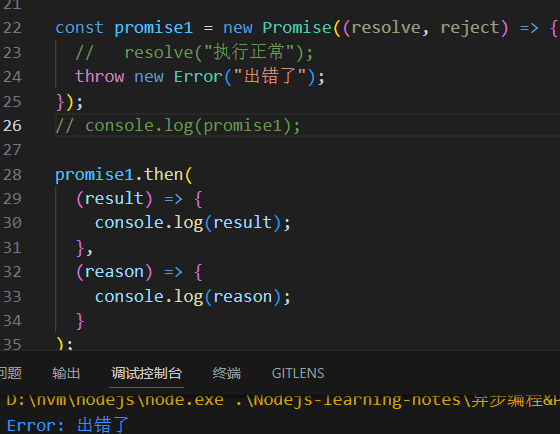 21
22 const promise1 = new Promise((resolve, reject) => {
23 //   resolve("执行正常");
24 throw new Error("出错了");
25 });
26 // console.log(promise1);
27
28 promise1.then(
29 (result) => {
30 console.log(result);
31 },
32 (reason) => {
33 console.log(reason);
34 }
35 );
问题 输出 调试控制台 终端 GITLENS
D:\nvm\nodejs\node.exe .\Nodejs-learning-notes\异步编程&P
Error: 出错了